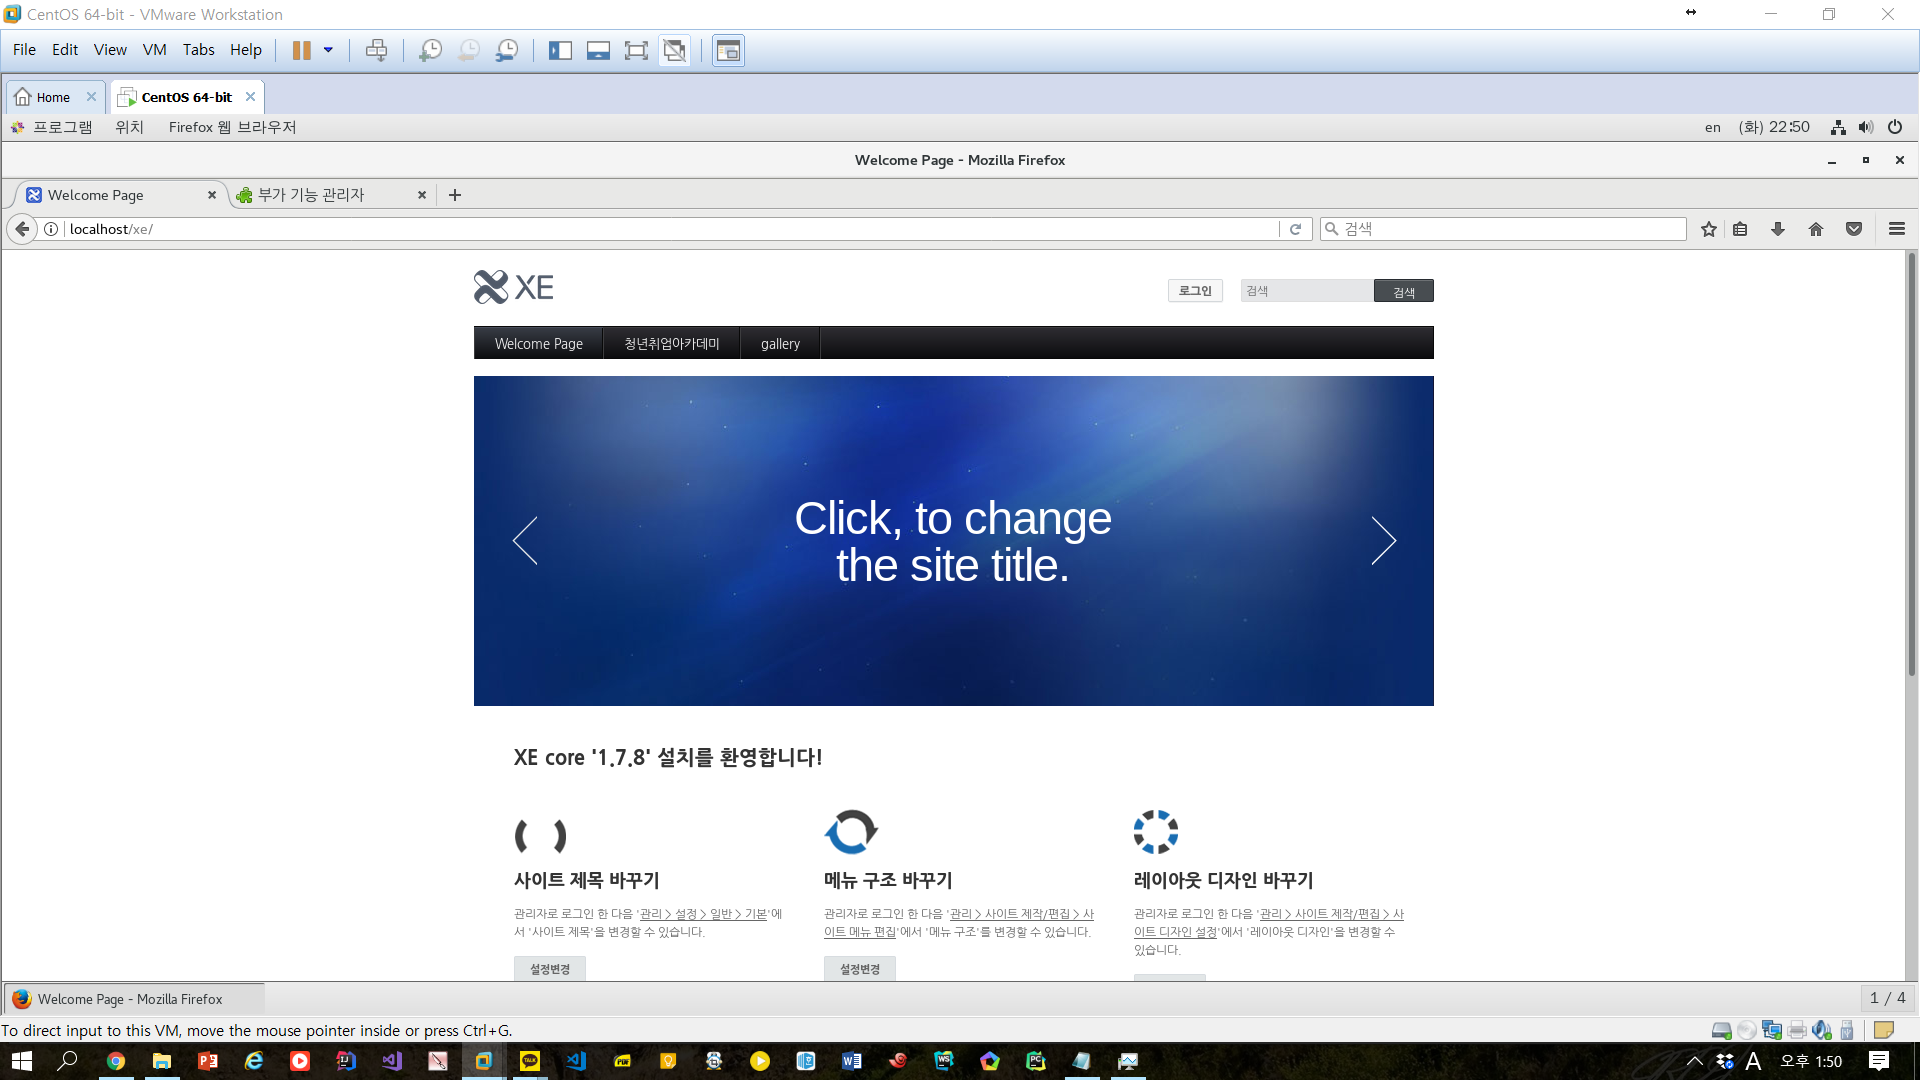 CentOS 64-bit - VMware Workstation
File Edit View VM Tabs Help
Home CentOS 64-bit
프로그램 위치 Firefox 웹 브라우저 en (화) 22:50
Welcome Page - Mozilla Firefox
Welcome Page 부가 기능 관리자
localhost/xe/ 검색
XE 로그인 검색 검색
Welcome Page 청년취업아카데미 gallery
Click, to change
the site title.
XE core '1.7.8' 설치를 환영합니다!
사이트 제목 바꾸기
관리자로 로그인 한 다음 '관리 > 설정 > 일반 > 기본'에
서 '사이트 제목'을 변경할 수 있습니다.
설정변경
메뉴 구조 바꾸기
관리자로 로그인 한 다음 '관리 > 사이트 제작/편집 > 사
이트 메뉴 편집'에서 '메뉴 구조'를 변경할 수 있습니다.
설정변경
레이아웃 디자인 바꾸기
관리자로 로그인 한 다음 '관리 > 사이트 제작/편집 > 사
이트 디자인 설정'에서 '레이아웃 디자인'을 변경할 수
있습니다.
Welcome Page - Mozilla Firefox 1 / 4
To direct input to this VM, move the mouse pointer inside or press Ctrl+G.
TALK PDF WS PC A 오후 1:50